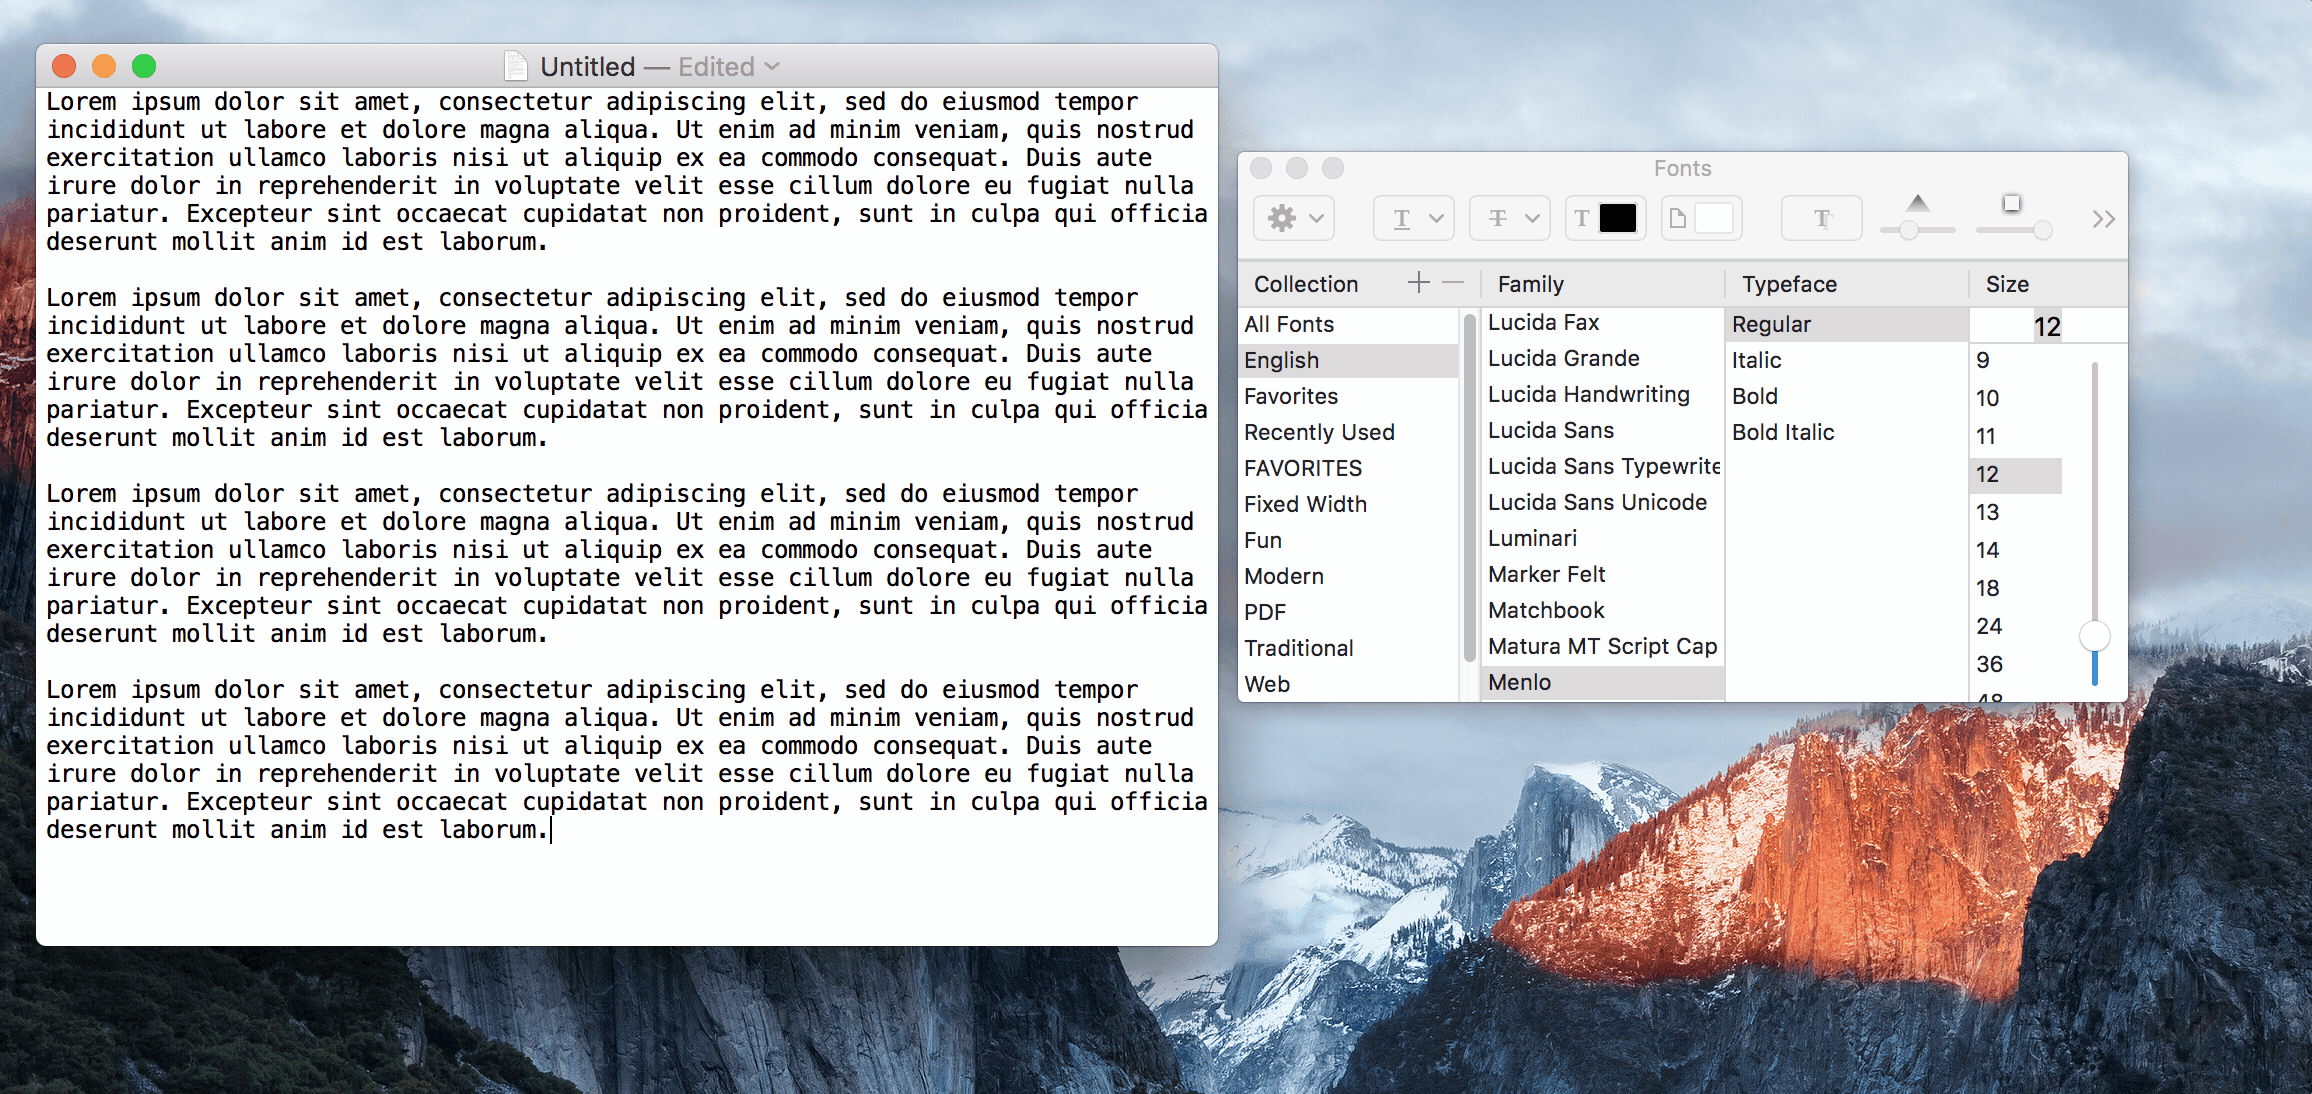 Untitled — Edited
Lorem ipsum dolor sit amet, consectetur adipiscing elit, sed do eiusmod tempor
incididunt ut labore et dolore magna aliqua. Ut enim ad minim veniam, quis nostrud
exercitation ullamco laboris nisi ut aliquip ex ea commodo consequat. Duis aute
irure dolor in reprehenderit in voluptate velit esse cillum dolore eu fugiat nulla
pariatur. Excepteur sint occaecat cupidatat non proident, sunt in culpa qui officia
deserunt mollit anim id est laborum.
Lorem ipsum dolor sit amet, consectetur adipiscing elit, sed do eiusmod tempor
incididunt ut labore et dolore magna aliqua. Ut enim ad minim veniam, quis nostrud
exercitation ullamco laboris nisi ut aliquip ex ea commodo consequat. Duis aute
irure dolor in reprehenderit in voluptate velit esse cillum dolore eu fugiat nulla
pariatur. Excepteur sint occaecat cupidatat non proident, sunt in culpa qui officia
deserunt mollit anim id est laborum.
Lorem ipsum dolor sit amet, consectetur adipiscing elit, sed do eiusmod tempor
incididunt ut labore et dolore magna aliqua. Ut enim ad minim veniam, quis nostrud
exercitation ullamco laboris nisi ut aliquip ex ea commodo consequat. Duis aute
irure dolor in reprehenderit in voluptate velit esse cillum dolore eu fugiat nulla
pariatur. Excepteur sint occaecat cupidatat non proident, sunt in culpa qui officia
deserunt mollit anim id est laborum.
Lorem ipsum dolor sit amet, consectetur adipiscing elit, sed do eiusmod tempor
incididunt ut labore et dolore magna aliqua. Ut enim ad minim veniam, quis nostrud
exercitation ullamco laboris nisi ut aliquip ex ea commodo consequat. Duis aute
irure dolor in reprehenderit in voluptate velit esse cillum dolore eu fugiat nulla
pariatur. Excepteur sint occaecat cupidatat non proident, sunt in culpa qui officia
deserunt mollit anim id est laborum.
Fonts
T T T T
Collection
All Fonts
English
Favorites
Recently Used
FAVORITES
Fixed Width
Fun
Modern
PDF
Traditional
Web
Family
Lucida Fax
Lucida Grande
Lucida Handwriting
Lucida Sans
Lucida Sans Typewrite
Lucida Sans Unicode
Luminari
Marker Felt
Matchbook
Matura MT Script Cap
Menlo
Typeface
Regular
Italic
Bold
Bold Italic
Size
12
9
10
11
12
13
14
18
24
36
48